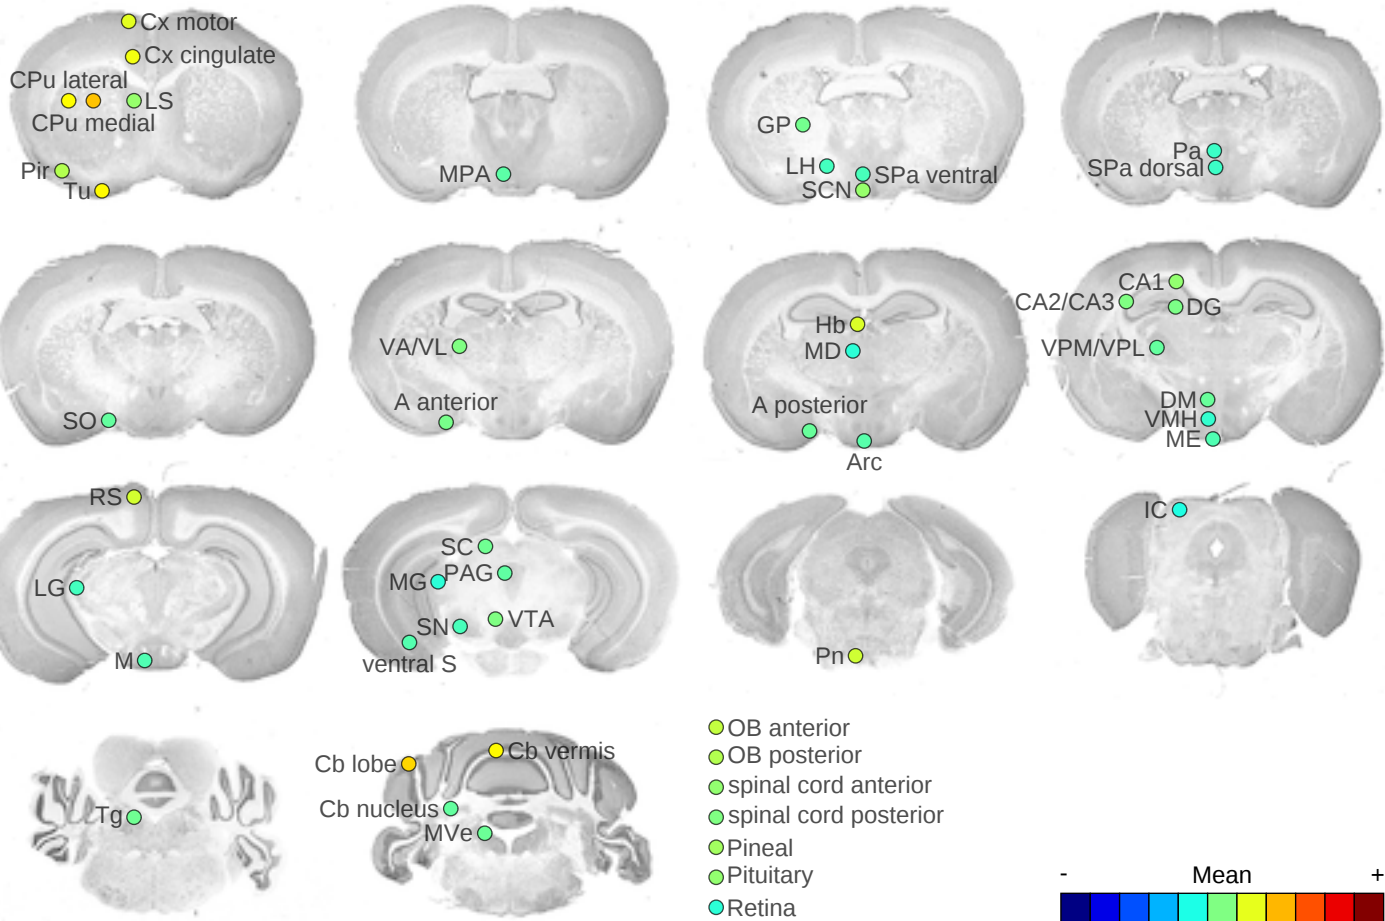 Cx motor
Cx cingulate
CPu lateral
LS
CPu medial
Pir
Tu
MPA
GP
LH
SPa ventral
SCN
Pa
SPa dorsal
SO
VA/VL
A anterior
Hb
MD
A posterior
Arc
CA1
CA2/CA3
DG
VPM/VPL
DM
VMH
ME
RS
LG
M
SC
MG
PAG
SN
VTA
ventral S
Pn
IC
Tg
Cb lobe
Cb vermis
Cb nucleus
MVe
OB anterior
OB posterior
spinal cord anterior
spinal cord posterior
Pineal
Pituitary
Retina
- Mean +